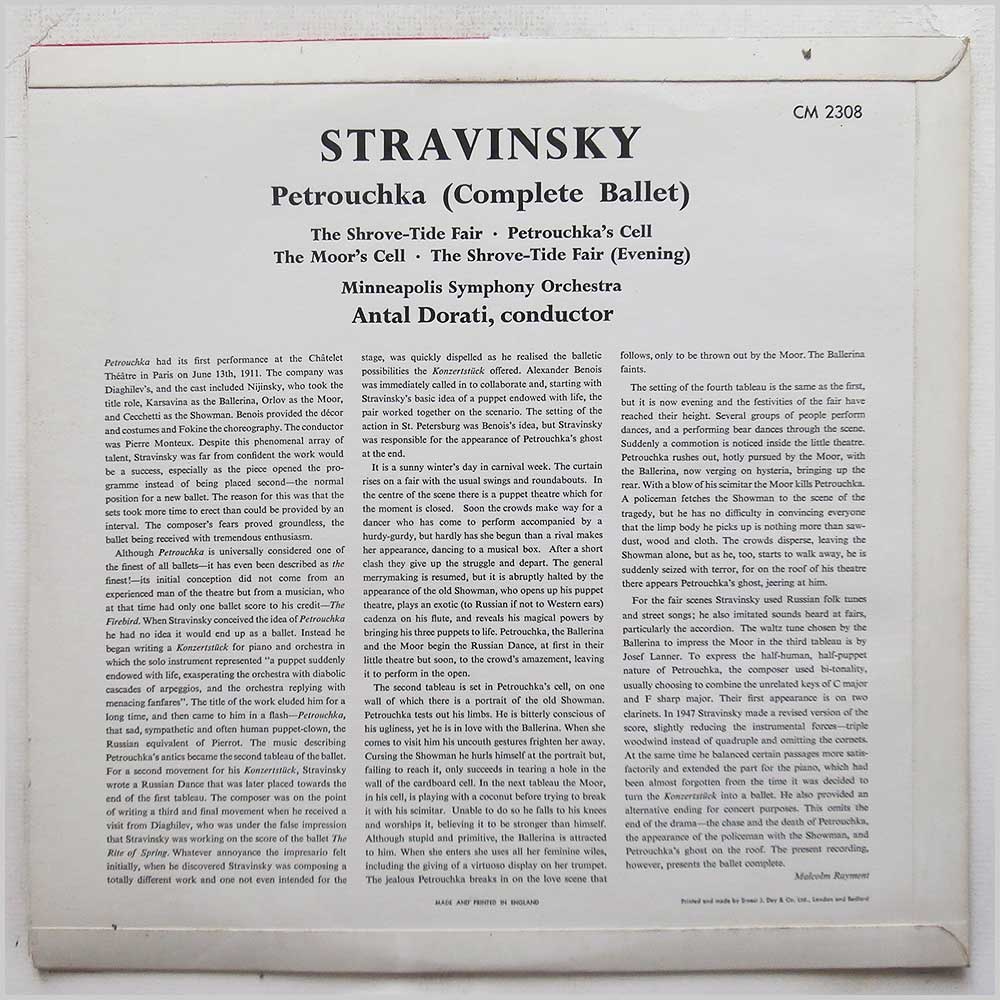 CM 2308
STRAVINSKY
Petrouchka (Complete Ballet)
The Shrove-Tide Fair · Petrouchka's Cell
The Moor's Cell · The Shrove-Tide Fair (Evening)
Minneapolis Symphony Orchestra
Antal Dorati, conductor
Petrouchka had its first performance at the Châtelet
Théâtre in Paris on June 13th, 1911. The company was
Diaghilev's, and the cast included Nijinsky, who took the
title role, Karsavina as the Ballerina, Orlov as the Moor,
and Cecchetti as the Showman. Benois provided the décor
and costumes and Fokine the choreography. The conductor
was Pierre Monteux. Despite this phenomenal array of
talent, Stravinsky was far from confident the work would
be a success, especially as the piece opened the pro-
gramme instead of being placed second—the normal
position for a new ballet. The reason for this was that the
sets took more time to erect than could be provided by an
interval. The composer's fears proved groundless, the
ballet being received with tremendous enthusiasm.
Although Petrouchka is universally considered one of
the finest of all ballets—it has even been described as the
finest!—its initial conception did not come from an
experienced man of the theatre but from a musician, who
at that time had only one ballet score to his credit—The
Firebird. When Stravinsky conceived the idea of Petrouchka
he had no idea it would end up as a ballet. Instead he
began writing a Konzertstück for piano and orchestra in
which the solo instrument represented "a puppet suddenly
endowed with life, exasperating the orchestra with diabolic
cascades of arpeggios, and the orchestra replying with
menacing fanfares". The title of the work eluded him for a
long time, and then came to him in a flash—Petrouchka,
that sad, sympathetic and often human puppet-clown, the
Russian equivalent of Pierrot. The music describing
Petrouchka's antics became the second tableau of the ballet.
For a second movement for his Konzertstück, Stravinsky
wrote a Russian Dance that was later placed towards the
end of the first tableau. The composer was on the point
of writing a third and final movement when he received a
visit from Diaghilev, who was under the false impression
that Stravinsky was working on the score of the ballet The
Rite of Spring. Whatever annoyance the impresario felt
initially, when he discovered Stravinsky was composing a
totally different work and one not even intended for the
stage, was quickly dispelled as he realised the balletic
possibilities the Konzertstück offered. Alexander Benois
was immediately called in to collaborate and, starting with
Stravinsky's basic idea of a puppet endowed with life, the
pair worked together on the scenario. The setting of the
action in St. Petersburg was Benois's idea, but Stravinsky
was responsible for the appearance of Petrouchka's ghost
at the end.
It is a sunny winter's day in carnival week. The curtain
rises on a fair with the usual swings and roundabouts. In
the centre of the scene there is a puppet theatre which for
the moment is closed. Soon the crowds make way for a
dancer who has come to perform accompanied by a
hurdy-gurdy, but hardly has she begun than a rival makes
her appearance, dancing to a musical box. After a short
clash they give up the struggle and depart. The general
merrymaking is resumed, but it is abruptly halted by the
appearance of the old Showman, who opens up his puppet
theatre, plays an exotic (to Russian if not to Western ears)
cadenza on his flute, and reveals his magical powers by
bringing his three puppets to life. Petrouchka, the Ballerina
and the Moor begin the Russian Dance, at first in their
little theatre but soon, to the crowd's amazement, leaving
it to perform in the open.
The second tableau is set in Petrouchka's cell, on one
wall of which there is a portrait of the old Showman.
Petrouchka tests out his limbs. He is bitterly conscious of
his ugliness, yet he is in love with the Ballerina. When she
comes to visit him his uncouth gestures frighten her away.
Cursing the Showman he hurls himself at the portrait but,
failing to reach it, only succeeds in tearing a hole in the
wall of the cardboard cell. In the next tableau the Moor,
in his cell, is playing with a coconut before trying to break
it with his scimitar. Unable to do so he falls to his knees
and worships it, believing it to be stronger than himself.
Although stupid and primitive, the Ballerina is attracted
to him. When she enters she uses all her feminine wiles,
including the giving of a virtuoso display on her trumpet.
The jealous Petrouchka breaks in on the love scene that
follows, only to be thrown out by the Moor. The Ballerina
faints.
The setting of the fourth tableau is the same as the first,
but it is now evening and the festivities of the fair have
reached their height. Several groups of people perform
dances, and a performing bear dances through the scene.
Suddenly a commotion is noticed inside the little theatre.
Petrouchka rushes out, hotly pursued by the Moor, with
the Ballerina, now verging on hysteria, bringing up the
rear. With a blow of his scimitar the Moor kills Petrouchka.
A policeman fetches the Showman to the scene of the
tragedy, but he has no difficulty in convincing everyone
that the limp body he picks up is nothing more than saw-
dust, wood and cloth. The crowds disperse, leaving the
Showman alone, but as he, too, starts to walk away, he is
suddenly seized with terror, for on the roof of his theatre
there appears Petrouchka's ghost, jeering at him.
For the fair scenes Stravinsky used Russian folk tunes
and street songs; he also imitated sounds heard at fairs,
particularly the accordion. The waltz tune chosen by the
Ballerina to impress the Moor in the third tableau is by
Josef Lanner. To express the half-human, half-puppet
nature of Petrouchka, the composer used bi-tonality,
usually choosing to combine the unrelated keys of C major
and F sharp major. Their first appearance is on two
clarinets. In 1947 Stravinsky made a revised version of the
score, slightly reducing the instrumental forces—triple
woodwind instead of quadruple and omitting the cornets.
At the same time he balanced certain passages more satis-
factorily and extended the part for the piano, which had
been almost forgotten from the time it was decided to
turn the Konzertstück into a ballet. He also provided an
alternative ending for concert purposes. This omits the
end of the drama—the chase and the death of Petrouchka,
the appearance of the policeman with the Showman, and
Petrouchka's ghost on the roof. The present recording,
however, presents the ballet complete.
Malcolm Rayment
MADE AND PRINTED IN ENGLAND
Printed and made by Ernest J. Day & Co. Ltd., London and Bedford